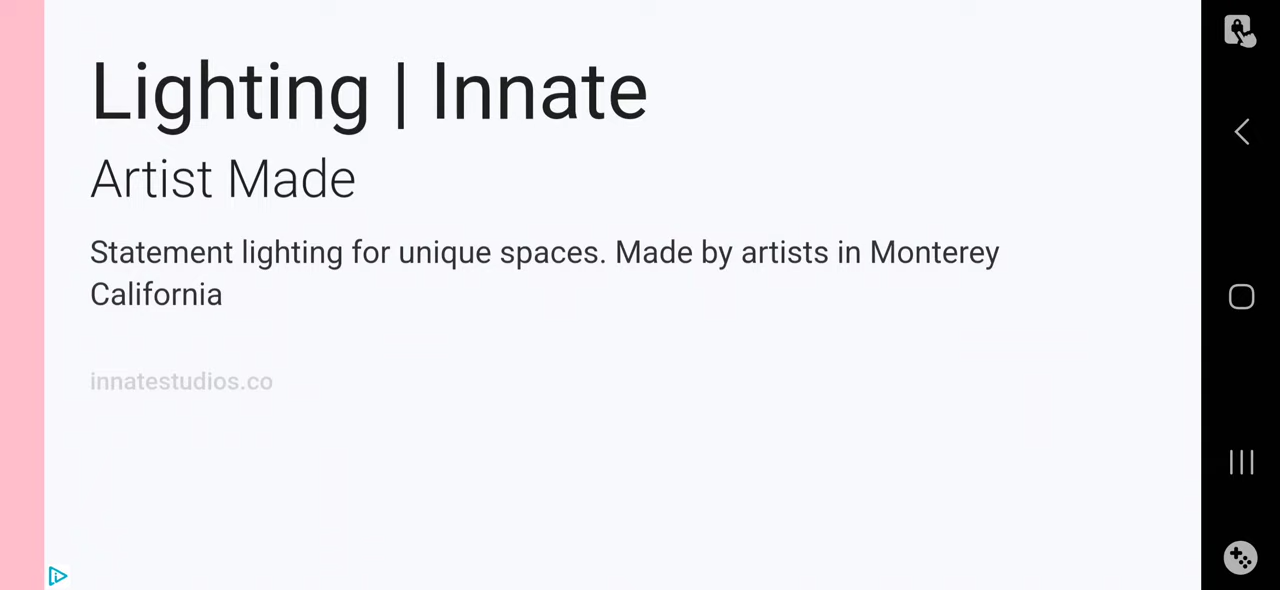 Lighting | Innate
Artist Made
Statement lighting for unique spaces. Made by artists in Monterey
California
innatestudios.co